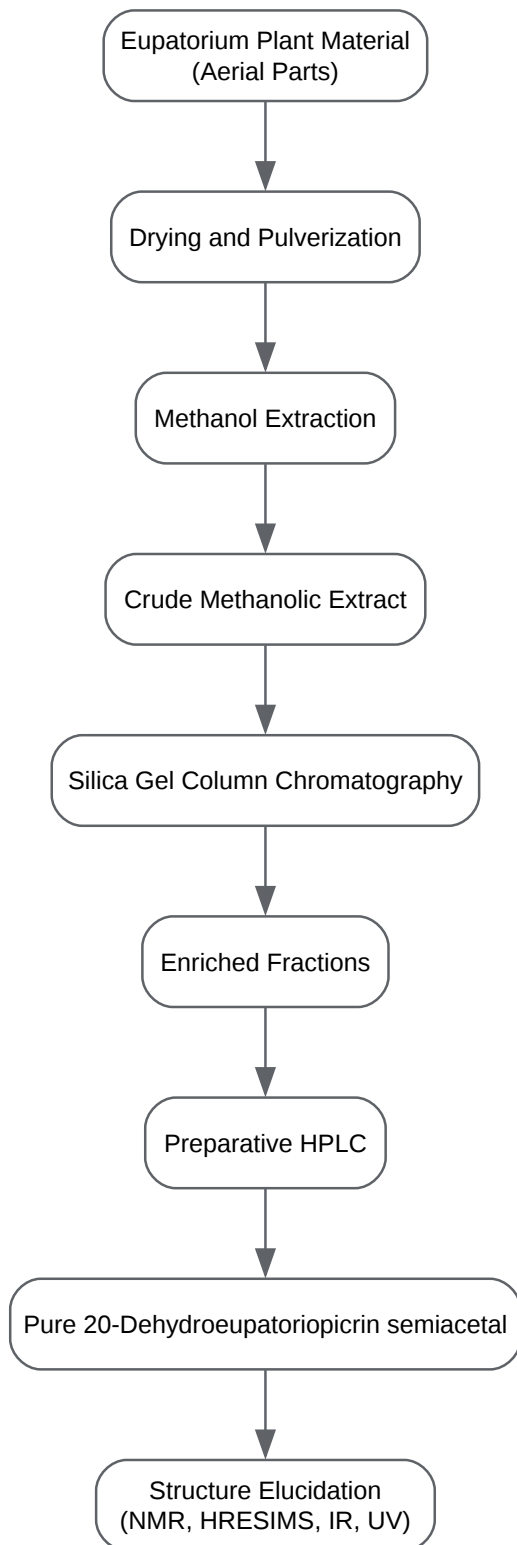 Eupatorium Plant Material
(Aerial Parts)
Drying and Pulverization
Methanol Extraction
Crude Methanolic Extract
Silica Gel Column Chromatography
Enriched Fractions
Preparative HPLC
Pure 20-Dehydroeupatoriopicrin semiacetal
Structure Elucidation
(NMR, HRESIMS, IR, UV)